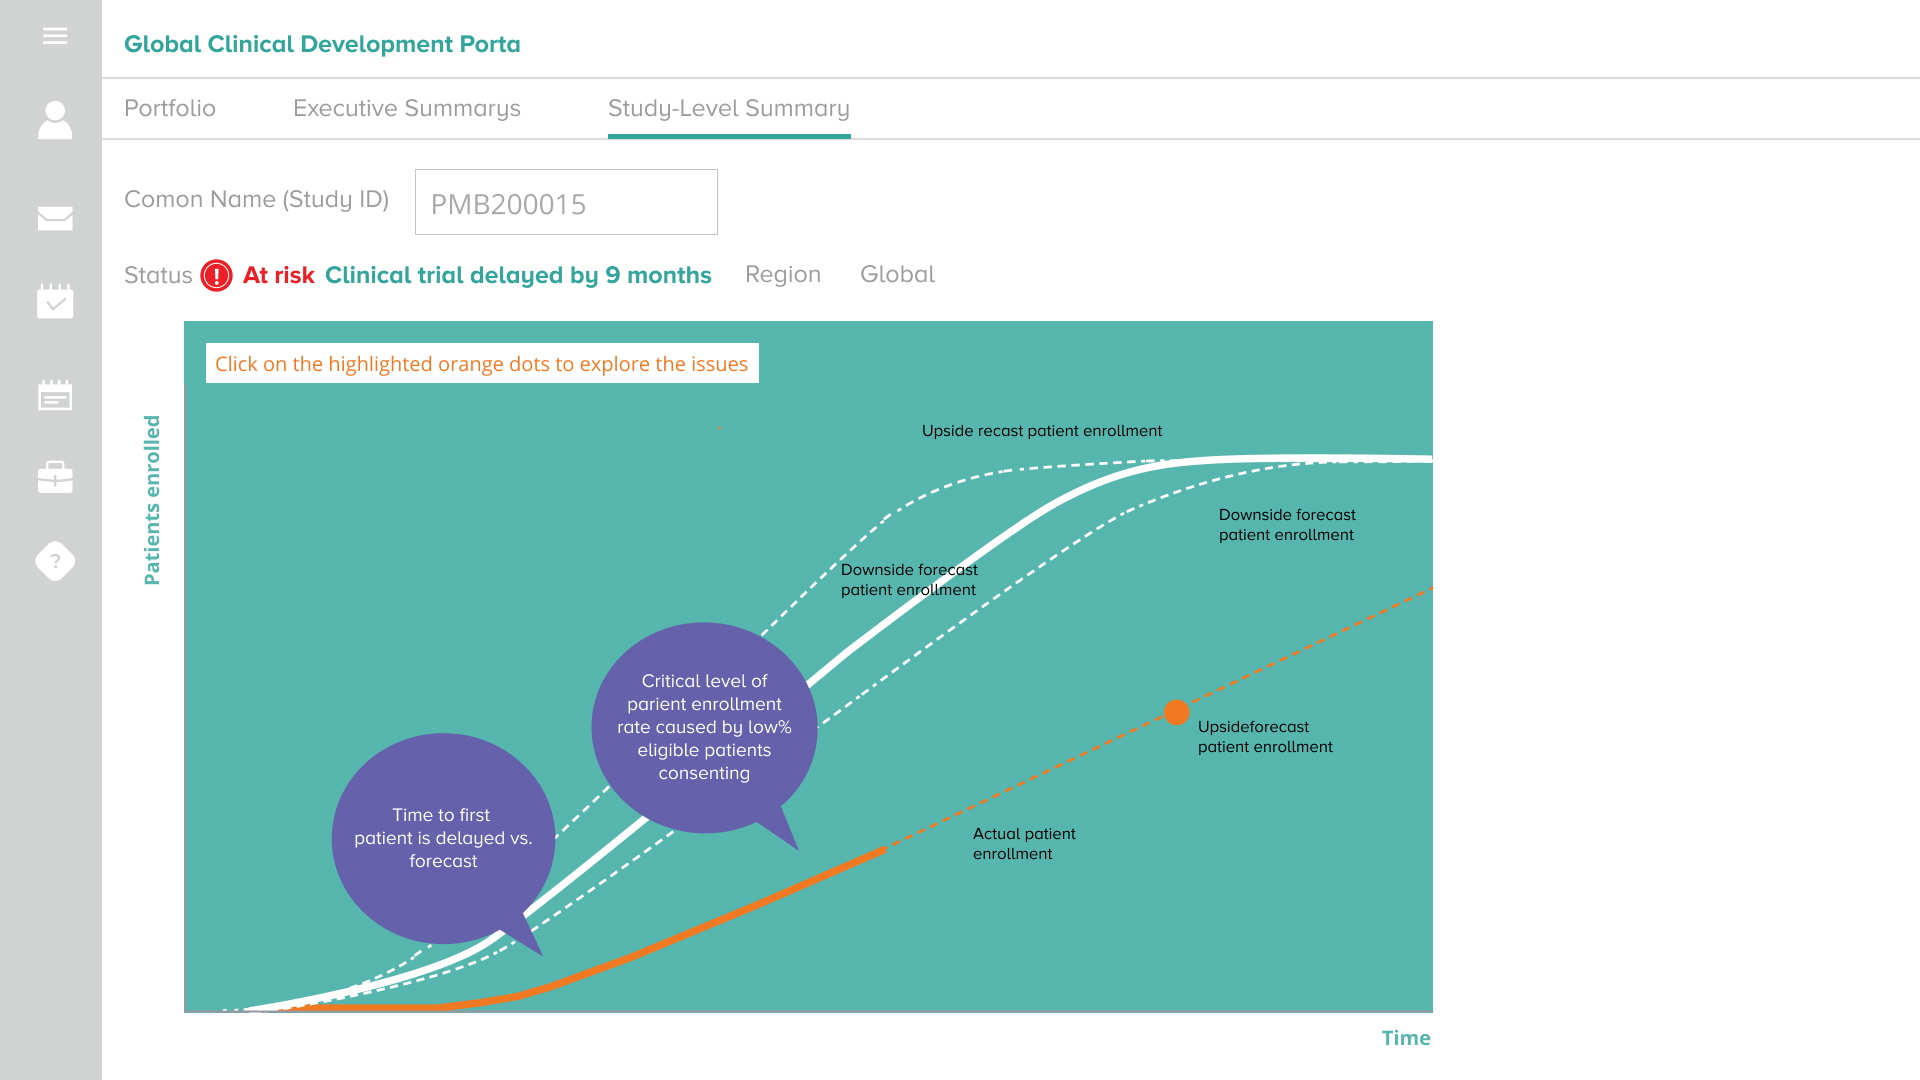 Global Clinical Development Porta
Portfolio
Executive Summarys
Study-Level Summary
Comon Name (Study ID)
PMB200015
Status
!
At risk
Clinical trial delayed by 9 months
Region
Global
Click on the highlighted orange dots to explore the issues
Patients enrolled
Upside recast patient enrollment
Downside forecast
patient enrollment
Downside forecast
patient enrollment
?
Critical level of
parient enrollment
rate caused by low%
eligible patients
consenting
Upsideforecast
patient enrollment
Time to first
patient is delayed vs.
forecast
Actual patient
enrollment
Time